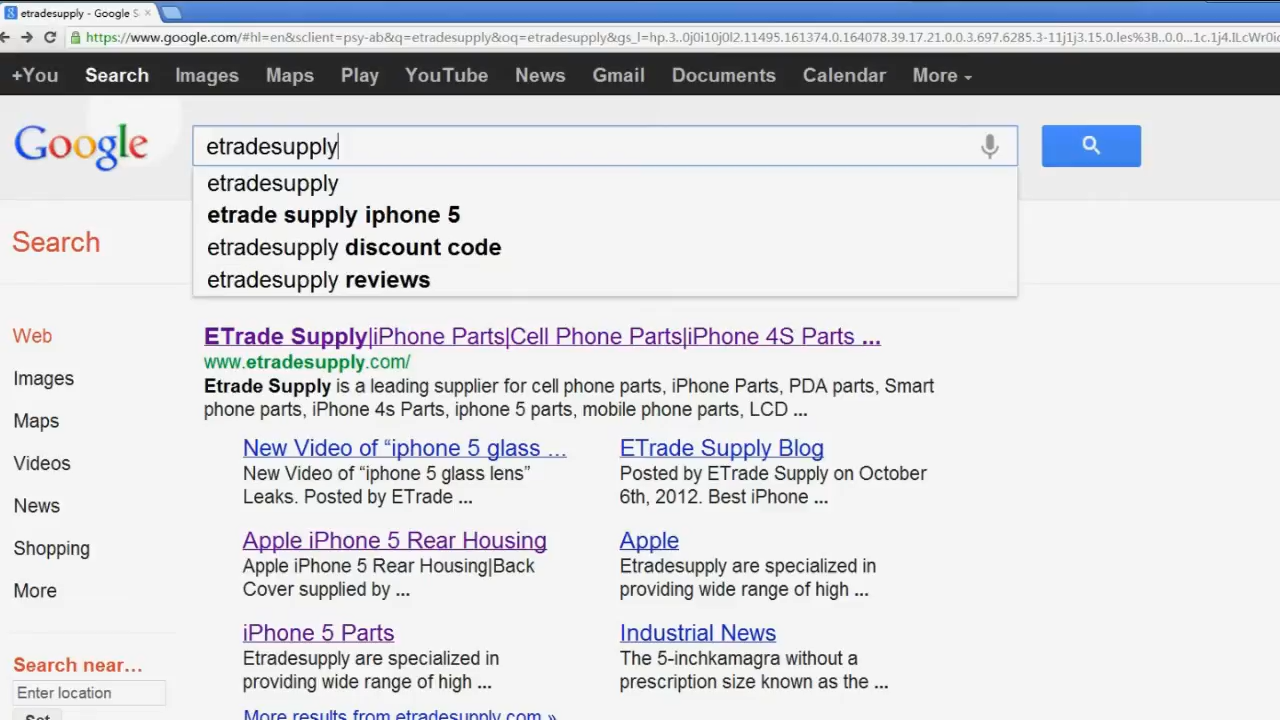 etradesupply - Google S
https://www.google.com/#hl=en&sclient=psy-ab&q=etradesupply&oq=etradesupply&gs_l=hp.3..0j0i10j0l2.11495.161374.0.164078.39.17.21.0.0.3.697.6285.3-11j1j3.15.0.les%3B..0.0...1c.1j4.ILcWr0ic
+You Search Images Maps Play YouTube News Gmail Documents Calendar More
Google
etradesupply
etradesupply
etrade supply iphone 5
etradesupply discount code
etradesupply reviews
Search
Web
Images
Maps
Videos
News
Shopping
More
Search near...
Enter location
Set
ETrade Supply|iPhone Parts|Cell Phone Parts|iPhone 4S Parts ...
www.etradesupply.com/
Etrade Supply is a leading supplier for cell phone parts, iPhone Parts, PDA parts, Smart
phone parts, iPhone 4s Parts, iphone 5 parts, mobile phone parts, LCD ...
New Video of “iphone 5 glass ...
New Video of “iphone 5 glass lens”
Leaks. Posted by ETrade ...
ETrade Supply Blog
Posted by ETrade Supply on October
6th, 2012. Best iPhone ...
Apple iPhone 5 Rear Housing
Apple iPhone 5 Rear Housing|Back
Cover supplied by ...
Apple
Etradesupply are specialized in
providing wide range of high ...
iPhone 5 Parts
Etradesupply are specialized in
providing wide range of high ...
Industrial News
The 5-inchkamagra without a
prescription size known as the ...
More results from etradesupply.com »